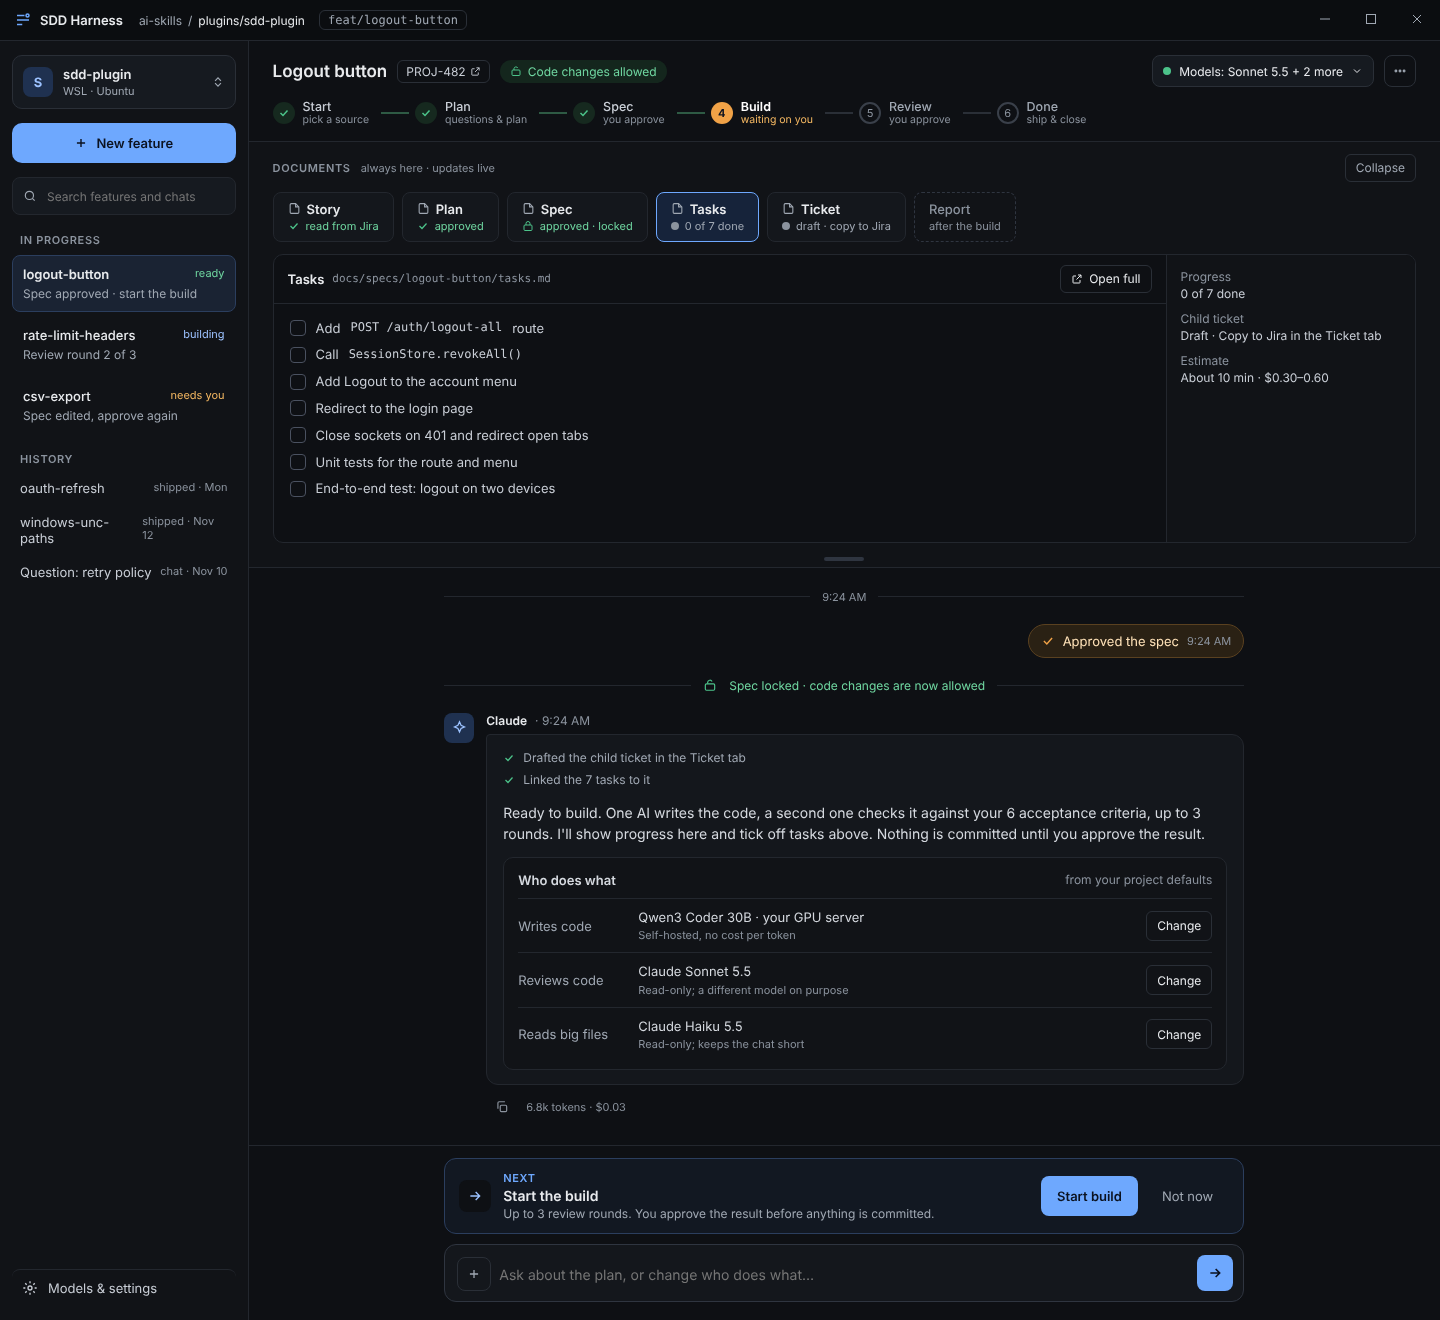 SDD Harness ai-skills / plugins/sdd-plugin feat/logout-button
S sdd-plugin
WSL · Ubuntu
+ New feature
Search features and chats
IN PROGRESS
logout-button ready
Spec approved · start the build
rate-limit-headers building
Review round 2 of 3
csv-export needs you
Spec edited, approve again
HISTORY
oauth-refresh shipped · Mon
windows-unc-paths shipped · Nov 12
Question: retry policy chat · Nov 10
Models & settings
Logout button PROJ-482 Code changes allowed Models: Sonnet 5.5 + 2 more
Start
pick a source
Plan
questions & plan
Spec
you approve
4 Build
waiting on you
5 Review
you approve
6 Done
ship & close
DOCUMENTS always here · updates live Collapse
Story
read from Jira
Plan
approved
Spec
approved · locked
Tasks
0 of 7 done
Ticket
draft · copy to Jira
Report
after the build
Tasks docs/specs/logout-button/tasks.md Open full
Add POST /auth/logout-all route
Call SessionStore.revokeAll()
Add Logout to the account menu
Redirect to the login page
Close sockets on 401 and redirect open tabs
Unit tests for the route and menu
End-to-end test: logout on two devices
Progress
0 of 7 done
Child ticket
Draft · Copy to Jira in the Ticket tab
Estimate
About 10 min · $0.30–0.60
9:24 AM
Approved the spec 9:24 AM
Spec locked · code changes are now allowed
Claude · 9:24 AM
Drafted the child ticket in the Ticket tab
Linked the 7 tasks to it
Ready to build. One AI writes the code, a second one checks it against your 6 acceptance criteria, up to 3
rounds. I'll show progress here and tick off tasks above. Nothing is committed until you approve the result.
Who does what from your project defaults
Writes code Qwen3 Coder 30B · your GPU server Change
Self-hosted, no cost per token
Reviews code Claude Sonnet 5.5 Change
Read-only; a different model on purpose
Reads big files Claude Haiku 5.5 Change
Read-only; keeps the chat short
6.8k tokens · $0.03
NEXT
Start the build
Up to 3 review rounds. You approve the result before anything is committed.
Start build Not now
Ask about the plan, or change who does what...